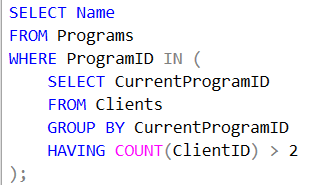 SELECT Name
FROM Programs
WHERE ProgramID IN (
    SELECT CurrentProgramID
    FROM Clients
    GROUP BY CurrentProgramID
    HAVING COUNT(ClientID) > 2
);